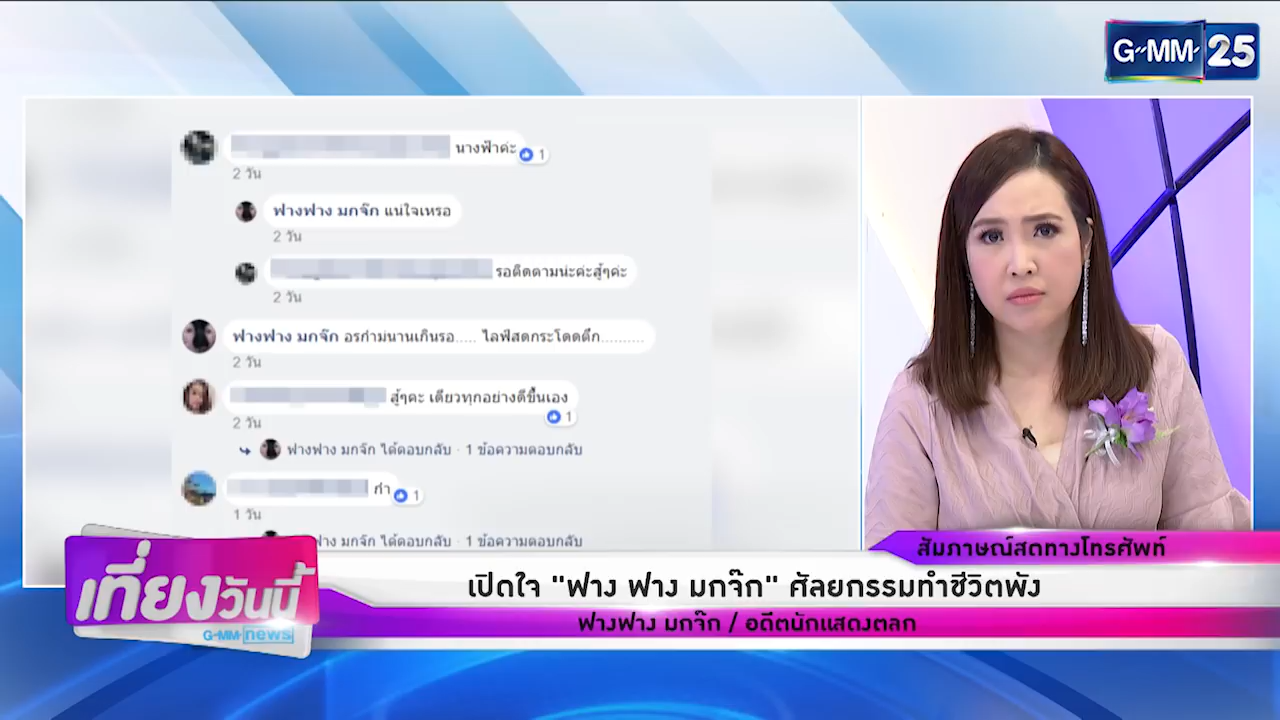 G-MM- 25
นางฟ้าค่ะ 1
2 วัน
ฟางฟาง มกจ๊ก แน่ใจเหรอ
2 วัน
รอติดตามน่ะค่ะสู้ๆค่ะ
2 วัน
ฟางฟาง มกจ๊ก อรกำมนานเกินรอ..... ไลฟ์สดกระโดดตึก..........
2 วัน
สู้ๆคะ เดียวทุกอย่างดีขึ้นเอง
1
2 วัน
ฟางฟาง มกจ๊ก ได้ตอบกลับ · 1 ข้อความตอบกลับ
กำ 1
1 วัน
มกจ๊ก ได้ตอบกลับ · 1 ข้อความตอบกลับ
สัมภาษณ์สดทางโทรศัพท์
เที่ยงวันนี้
G-MM- news
เปิดใจ "ฟาง ฟาง มกจ๊ก" ศัลยกรรมทำชีวิตพัง
ฟางฟาง มกจ๊ก / อดีตนักแสดงตลก